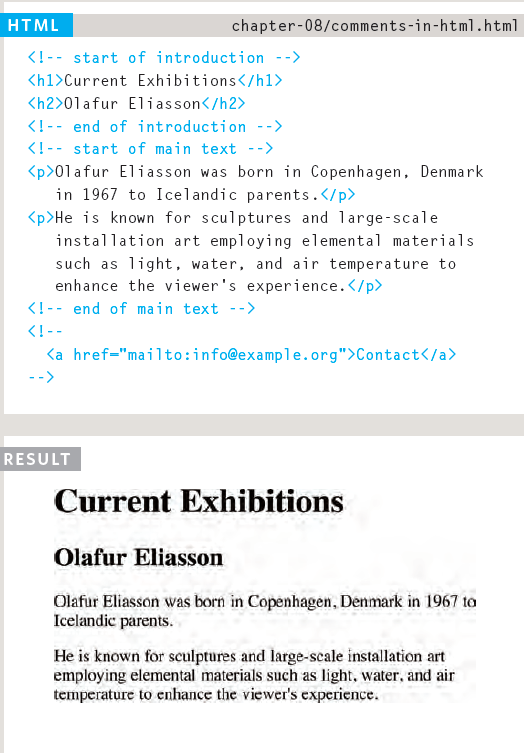 HTML chapter-08/comments-in-html.html
<!-- start of introduction -->
<h1>Current Exhibitions</h1>
<h2>Olafur Eliasson</h2>
<!-- end of introduction -->
<!-- start of main text -->
<p>Olafur Eliasson was born in Copenhagen, Denmark
in 1967 to Icelandic parents.</p>
<p>He is known for sculptures and large-scale
installation art employing elemental materials
such as light, water, and air temperature to
enhance the viewer's experience.</p>
<!-- end of main text -->
<!--
<a href="mailto:info@example.org">Contact</a>
-->
RESULT
Current Exhibitions
Olafur Eliasson
Olafur Eliasson was born in Copenhagen, Denmark in 1967 to
Icelandic parents.
He is known for sculptures and large-scale installation art
employing elemental materials such as light, water, and air
temperature to enhance the viewer's experience.